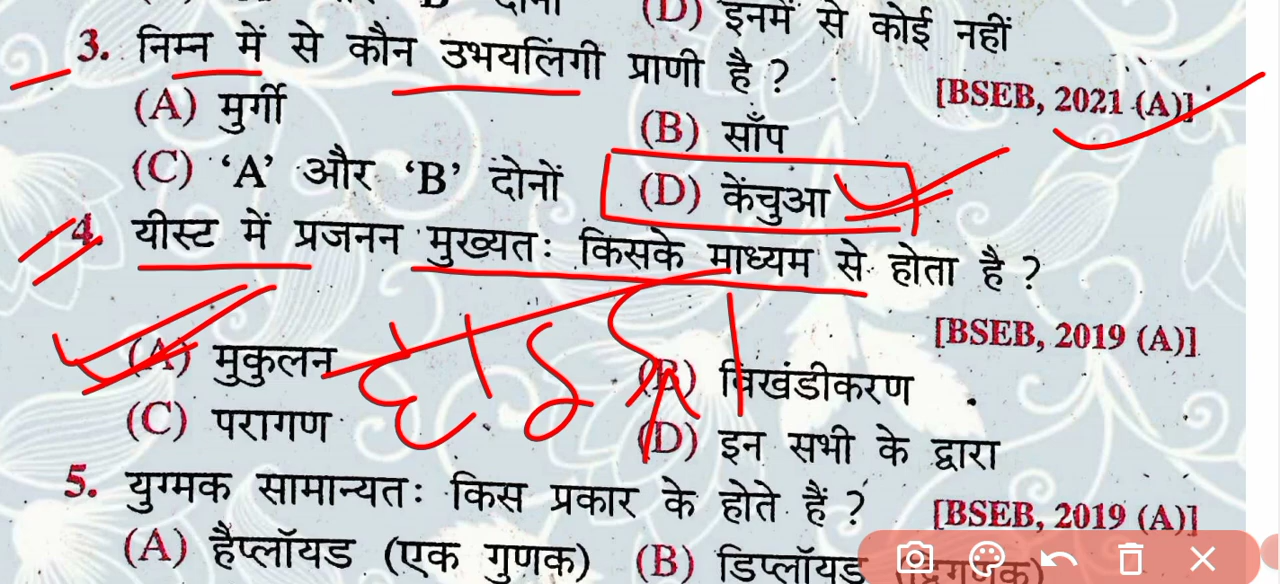 (D) इनमें से कोई नहीं
3. निम्न में से कौन उभयलिंगी प्राणी है ?
[BSEB, 2021 (A)]
(A) मुर्गी (B) साँप
(C) ‘A’ और ‘B’ दोनों (D) केंचुआ
4. यीस्ट में प्रजनन मुख्यतः किसके माध्यम से होता है ?
[BSEB, 2019 (A)]
(A) मुकुलन (B) विखंडीकरण
(C) परागण (D) इन सभी के द्वारा
5. युग्मक सामान्यतः किस प्रकार के होते हैं ?
[BSEB, 2019 (A)]
(A) हैप्लॉयड (एक गुणक) (B) डिप्लॉयड